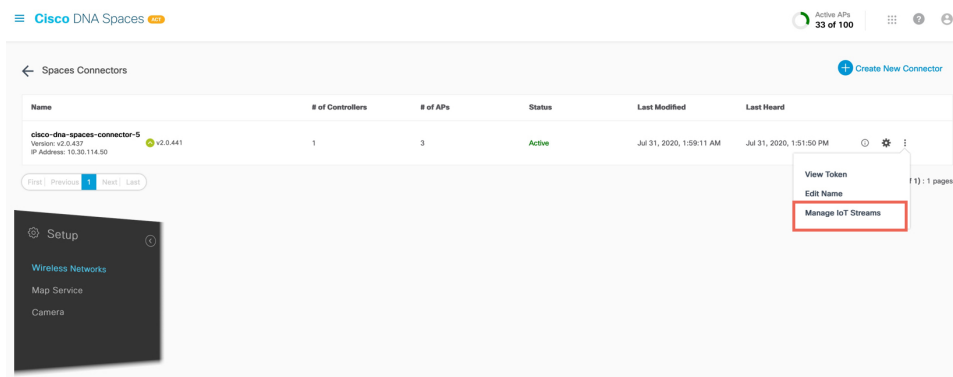 Cisco DNA Spaces ACT
Active APs
33 of 100
?
Spaces Connectors
Create New Connector
Name # of Controllers # of APs Status Last Modified Last Heard
cisco-dna-spaces-connector-5
Version: v2.0.437
IP Address: 10.30.114.50
v2.0.441
1 3 Active Jul 31, 2020, 1:59:11 AM Jul 31, 2020, 1:51:50 PM
View Token
Edit Name
Manage IoT Streams
First Previous 1 Next Last
1) : 1 pages
Setup
Wireless Networks
Map Service
Camera